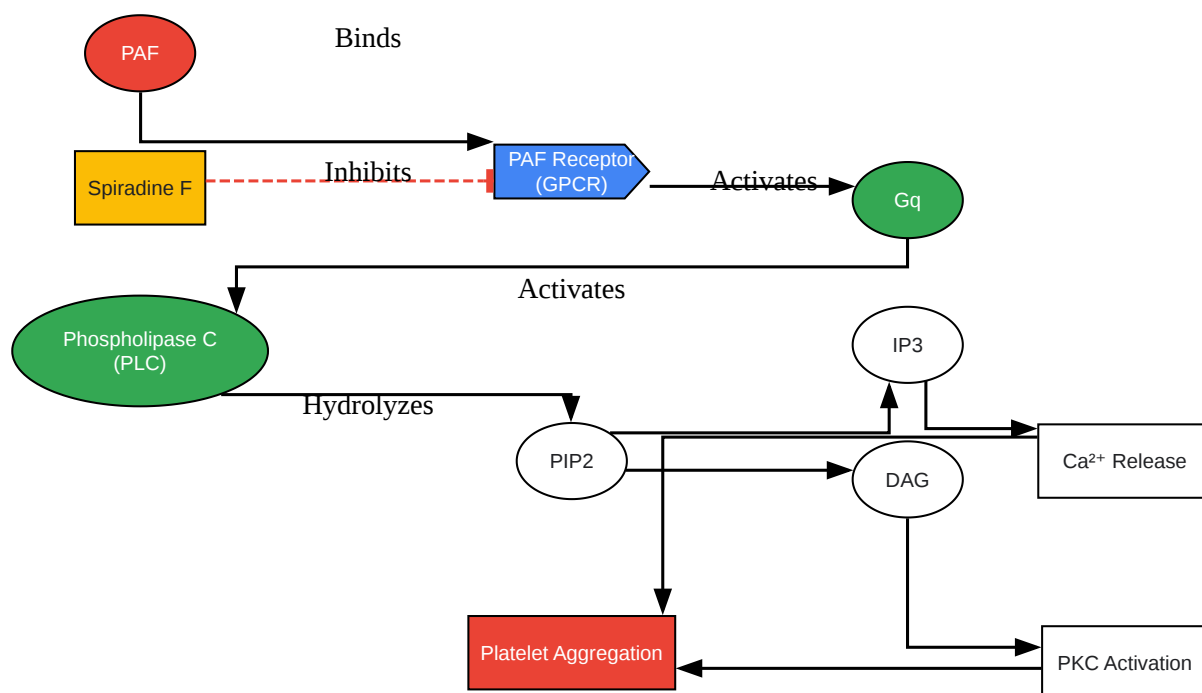 PAF
Binds
Spiradine F
Inhibits
PAF Receptor
(GPCR)
Activates
Gq
Activates
Phospholipase C
(PLC)
IP3
Hydrolyzes
PIP2
DAG
Ca²⁺ Release
Platelet Aggregation
PKC Activation